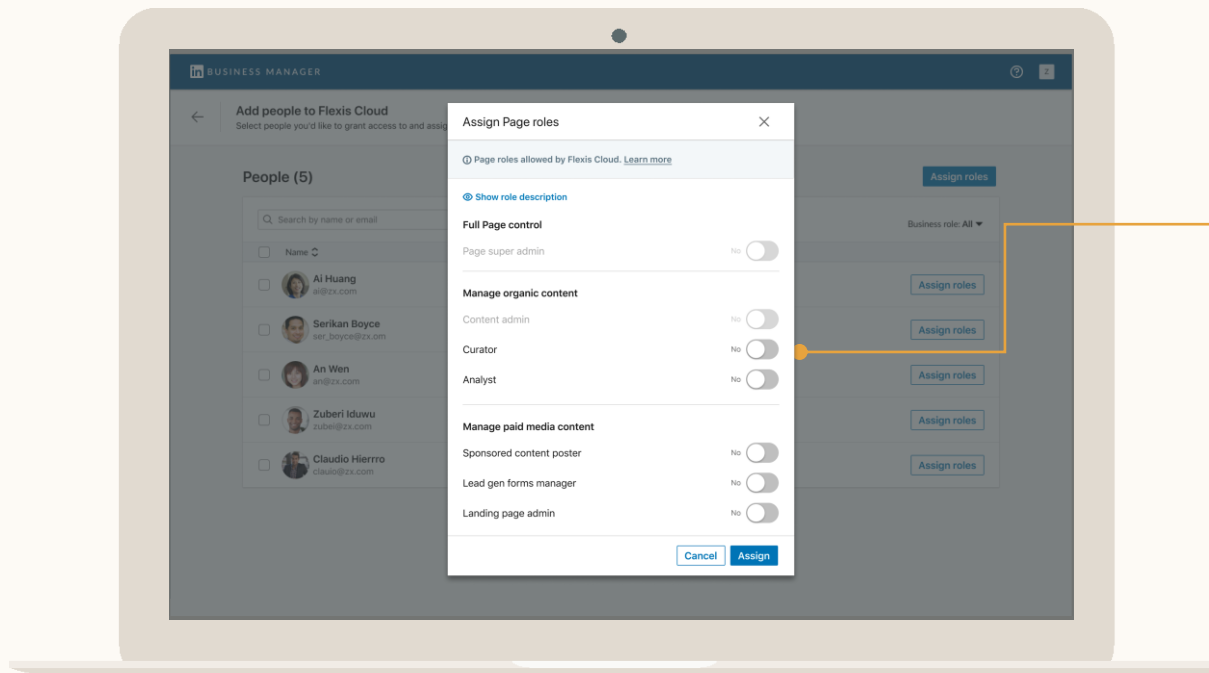 in BUSINESS MANAGER
Z
Add people to Flexis Cloud
Select people you'd like to grant access to and assig
People (5)
Assign roles
Search by name or email
Business role: All
Name
Ai Huang
ai@zx.com
Assign roles
Serikan Boyce
ser_boyce@zx.om
Assign roles
An Wen
an@zx.com
Assign roles
Zuberi Iduwu
zubei@zx.com
Assign roles
Claudio Hierrro
clauio@zx.com
Assign roles
Assign Page roles
Page roles allowed by Flexis Cloud. Learn more
Show role description
Full Page control
Page super admin No
Manage organic content
Content admin No
Curator No
Analyst No
Manage paid media content
Sponsored content poster No
Lead gen forms manager No
Landing page admin No
Cancel Assign